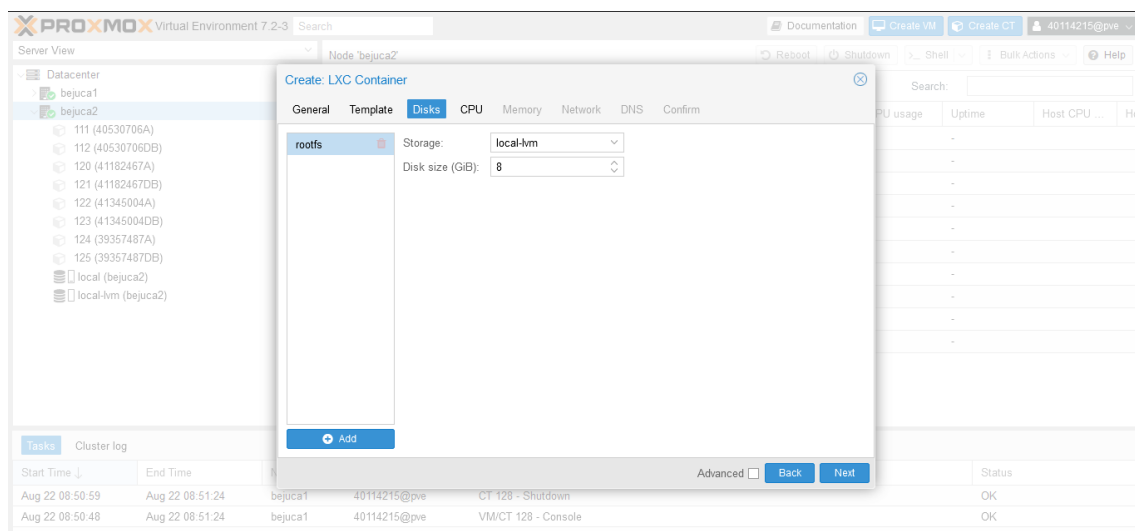 PROXMOX Virtual Environment 7.2-3 Search Documentation Create VM Create CT 40114215@pve
Server View Node 'bejuca2' Reboot Shutdown >_ Shell Bulk Actions Help
Datacenter Search:
bejuca1
bejuca2 PU usage Uptime Host CPU ...
111 (40530706A) -
112 (40530706DB) -
120 (41182467A) -
121 (41182467DB) -
122 (41345004A) -
123 (41345004DB) -
124 (39357487A) -
125 (39357487DB) -
local (bejuca2) -
local-lvm (bejuca2)
Create: LXC Container
General Template Disks CPU Memory Network DNS Confirm
rootfs Storage: local-lvm
Disk size (GiB): 8
Add
Advanced Back Next
Tasks Cluster log
Start Time ↓ End Time Status
Aug 22 08:50:59 Aug 22 08:51:24 bejuca1 40114215@pve CT 128 - Shutdown OK
Aug 22 08:50:48 Aug 22 08:51:24 bejuca1 40114215@pve VM/CT 128 - Console OK